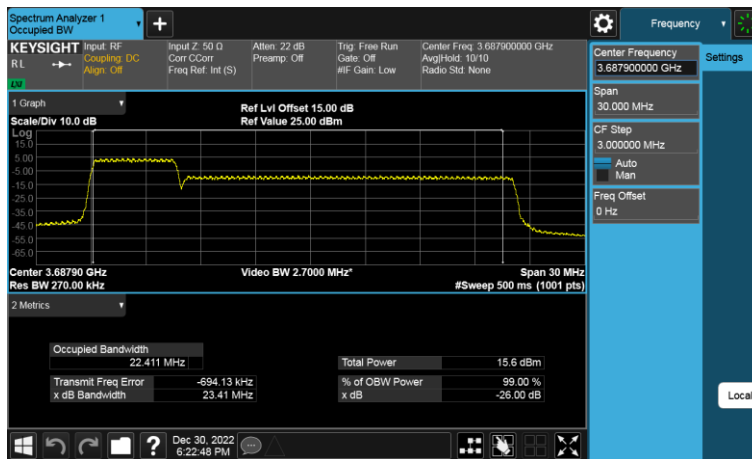 Spectrum Analyzer 1
Occupied BW
+
Frequency
KEYSIGHT
RL
Input: RF
Coupling: DC
Align: Off
Input Z: 50 Ω
Corr CCorr
Freq Ref: Int (S)
Atten: 22 dB
Preamp: Off
Trig: Free Run
Gate: Off
#IF Gain: Low
Center Freq: 3.687900000 GHz
Avg|Hold: 10/10
Radio Std: None
LXI
1 Graph
Scale/Div 10.0 dB
Ref Lvl Offset 15.00 dB
Ref Value 25.00 dBm
Log
15.0
5.00
-5.00
-15.0
-25.0
-35.0
-45.0
-55.0
-65.0
Center 3.68790 GHz
Res BW 270.00 kHz
Video BW 2.7000 MHz*
Span 30 MHz
#Sweep 500 ms (1001 pts)
2 Metrics
Occupied Bandwidth
22.411 MHz
Transmit Freq Error -694.13 kHz
x dB Bandwidth 23.41 MHz
Total Power 15.6 dBm
% of OBW Power 99.00 %
x dB -26.00 dB
Center Frequency
3.687900000 GHz
Span
30.000 MHz
CF Step
3.000000 MHz
Auto
Man
Freq Offset
0 Hz
Settings
Local
?
Dec 30, 2022
6:22:48 PM